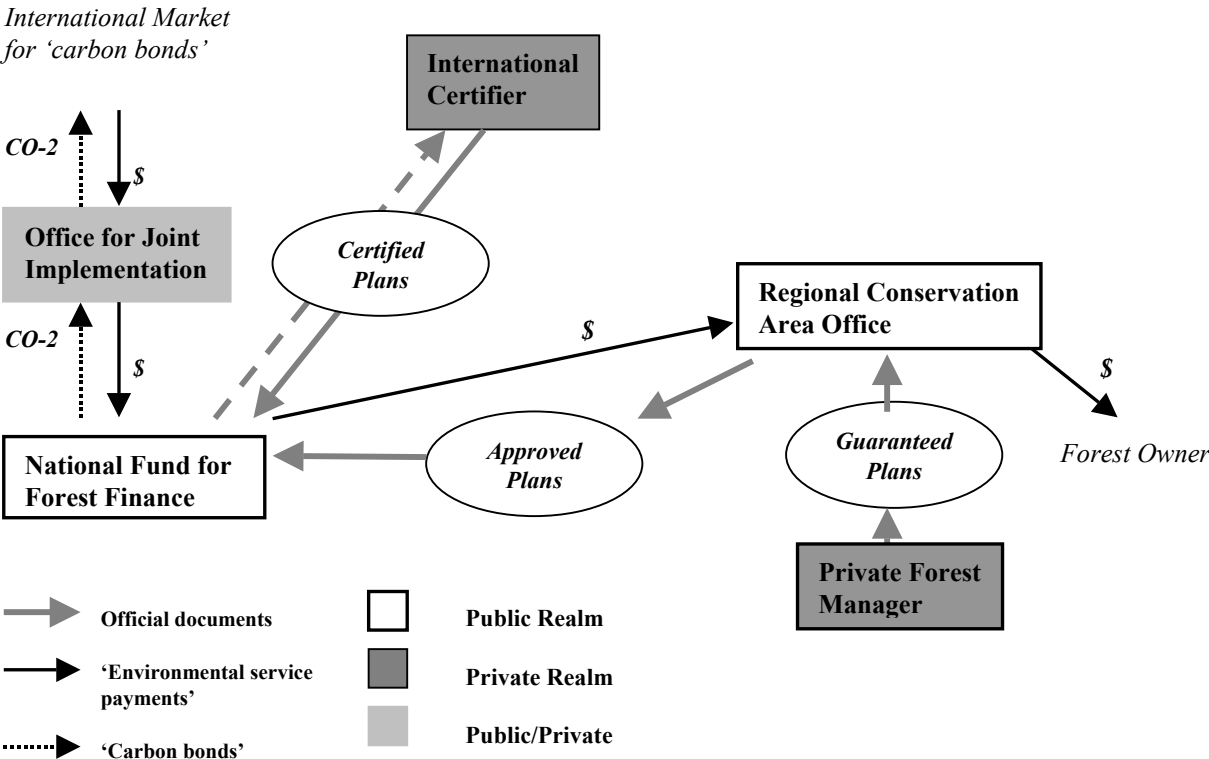 International Market
for ‘carbon bonds’
International
Certifier
CO-2
$
Office for Joint
Implementation
Certified
Plans
Regional Conservation
Area Office
CO-2
$
$
$
National Fund for
Forest Finance
Approved
Plans
Guaranteed
Plans
Forest Owner
Private Forest
Manager
Official documents
Public Realm
‘Environmental service
payments’
Private Realm
‘Carbon bonds’
Public/Private